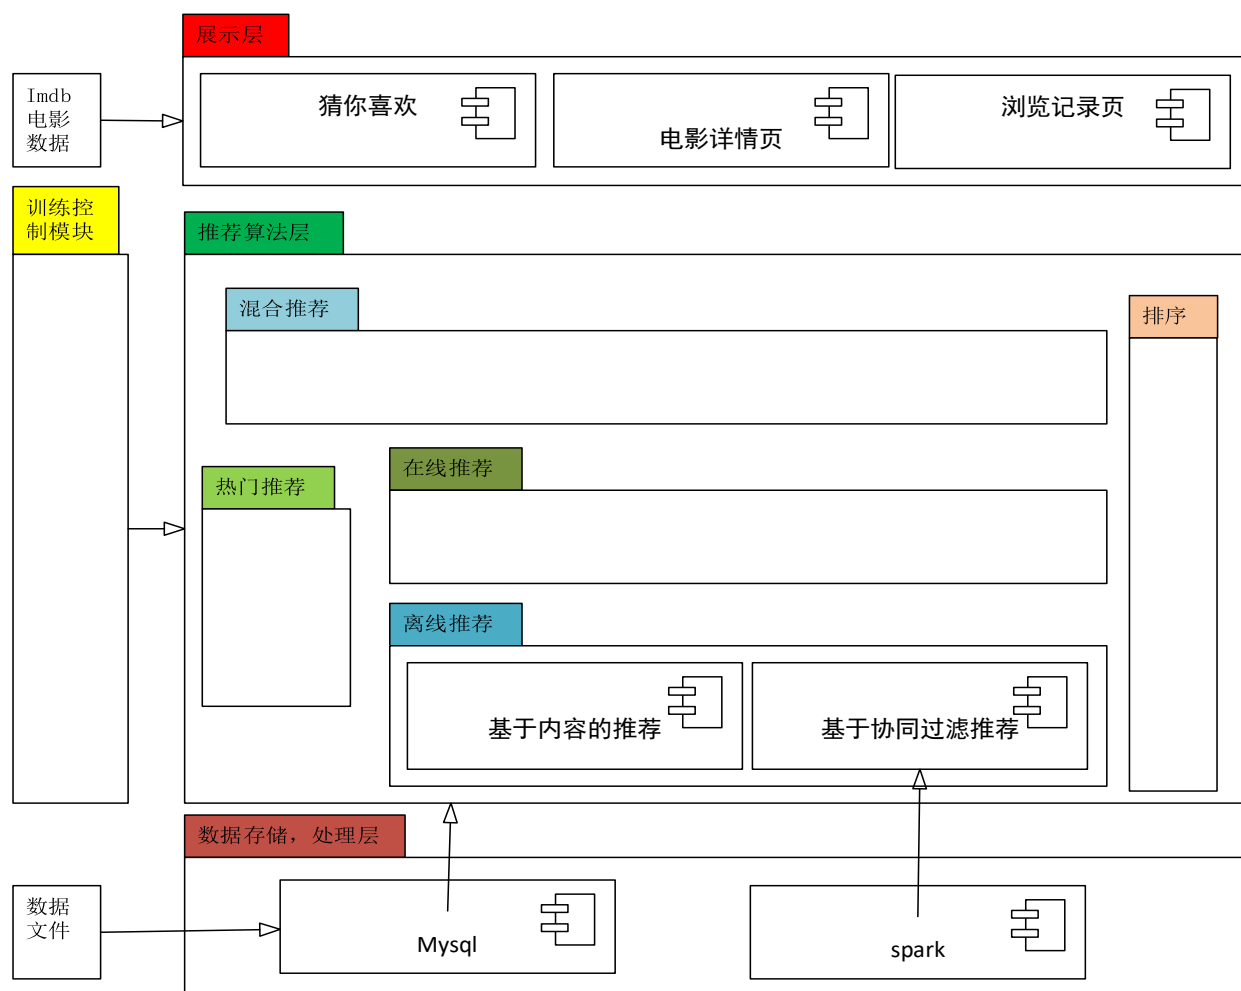 展示层
Imdb
电影
数据
猜你喜欢
电影详情页
浏览记录页
训练控
制模块
推荐算法层
混合推荐
排序
热门推荐
在线推荐
离线推荐
基于内容的推荐
基于协同过滤推荐
数据存储，处理层
数据
文件
Mysql
spark